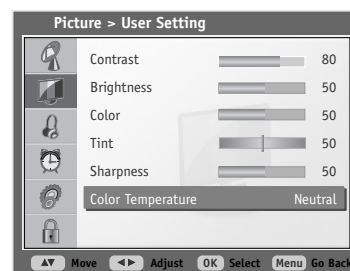 Picture > User Setting
Contrast 80
Brightness 50
Color 50
Tint 50
Sharpness 50
Color Temperature Neutral
▲▼ Move ◄► Adjust OK Select Menu Go Back